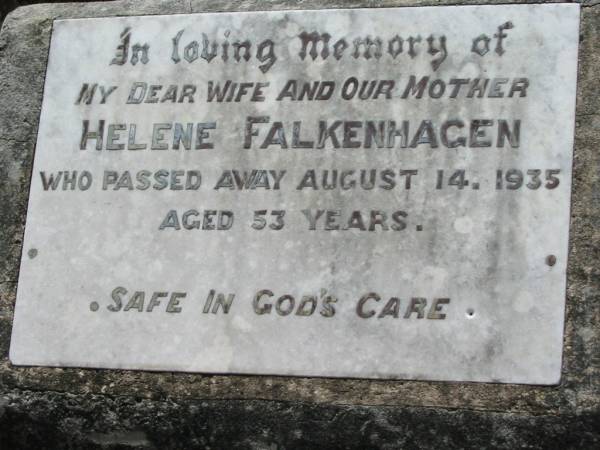 In loving Memory of
MY DEAR WIFE AND OUR MOTHER
HELENE FALKENHAGEN
WHO PASSED AWAY AUGUST 14. 1935
AGED 53 YEARS.
. SAFE IN GOD'S CARE .